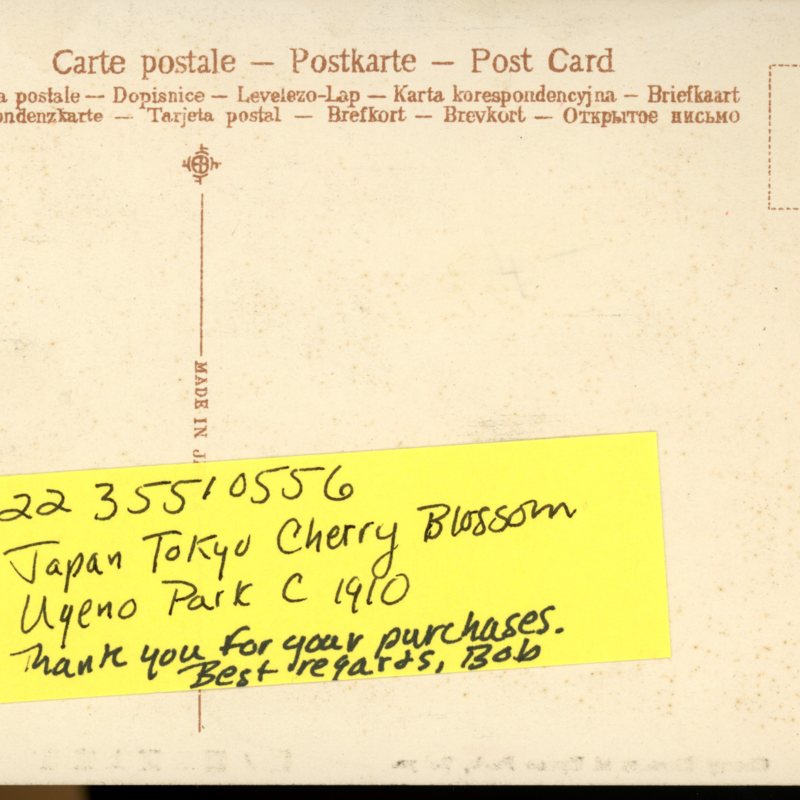 Carte postale — Postkarte — Post Card
a postale — Dopisnice — Levelezo-Lap — Karta korespondencyjna — Briefkaart
ondenzkarte — Tarjeta postal — Brefkort — Brevkort — Открытое письмо
MADE IN JA
22 35510556
Japan Tokyo Cherry Blossom
Uyeno Park C 1910
Thank you for your purchases.
Best regards, Bob